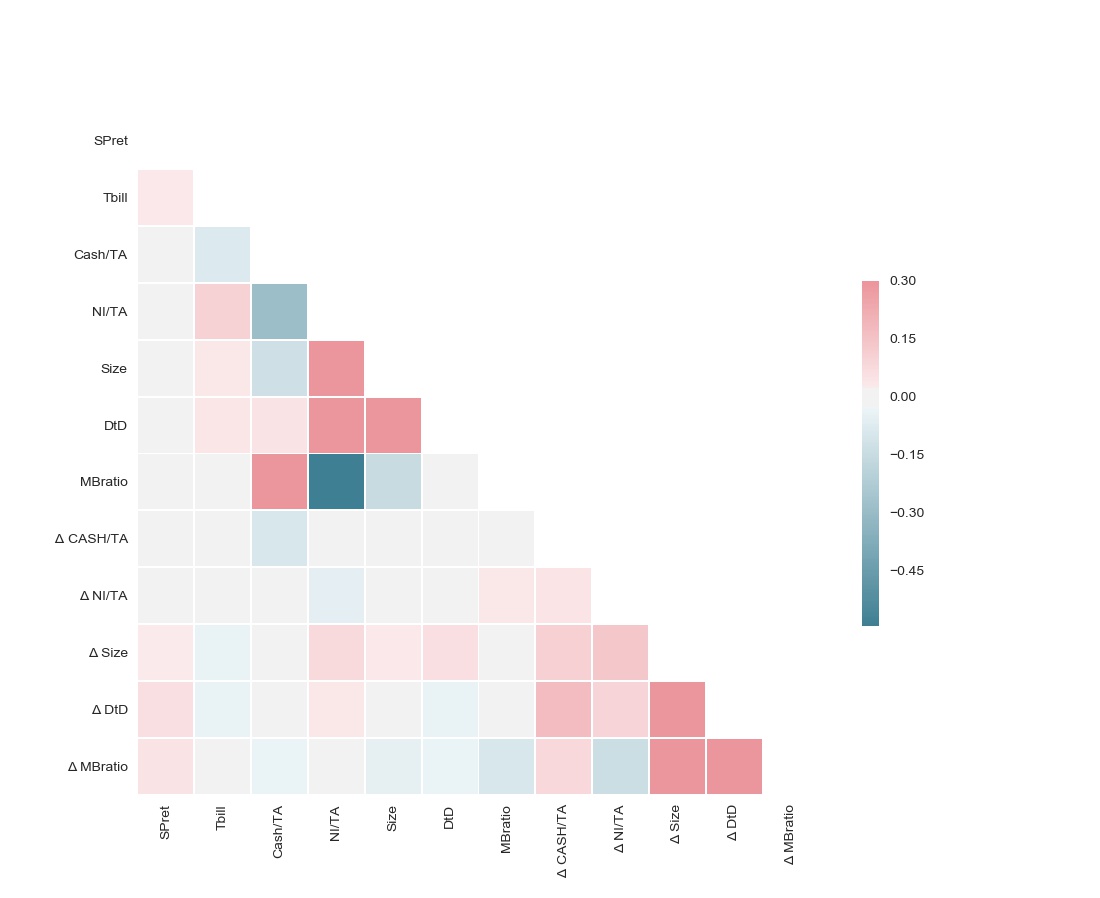 SPret
Tbill
Cash/TA
NI/TA
Size
DtD
MBratio
Δ CASH/TA
Δ NI/TA
Δ Size
Δ DtD
Δ MBratio
SPret
Tbill
Cash/TA
NI/TA
Size
DtD
MBratio
Δ CASH/TA
Δ NI/TA
Δ Size
Δ DtD
Δ MBratio
0.30
0.15
0.00
−0.15
−0.30
−0.45